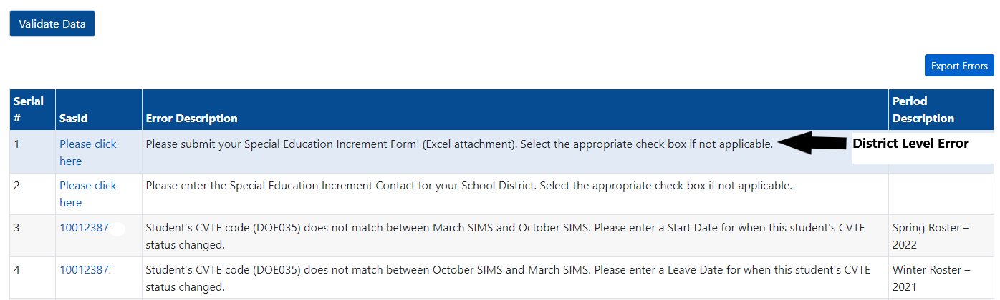 Validate Data
Export Errors
Serial
#
SasId
Error Description
Period
Description
1
Please click
here
Please submit your Special Education Increment Form' (Excel attachment). Select the appropriate check box if not applicable.
District Level Error
2
Please click
here
Please enter the Special Education Increment Contact for your School District. Select the appropriate check box if not applicable.
3
Student's CVTE code (DOE035) does not match between March SIMS and October SIMS. Please enter a Start Date for when this student's CVTE
status changed.
Spring Roster –
2022
4
Student's CVTE code (DOE035) does not match between October SIMS and March SIMS. Please enter a Leave Date for when this student's CVTE
status changed.
Winter Roster –
2021